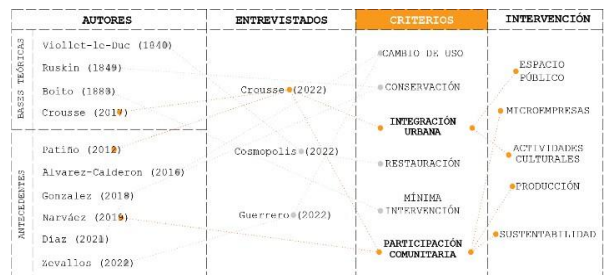 AUTORES
ENTREVISTADOS
CRITERIOS
INTERVENCIÓN
BASES TEÓRICAS
Viollet-le-Duc (1840)
Ruskin (1849)
Boito (1883)
Crousse (2017)
ANTECEDENTES
Patiño (2012)
Alvarez-Calderon (2016)
Gonzalez (2018)
Narváez (2019)
Diaz (2021)
Zevallos (2022)
Crousse (2022)
Cosmopolis (2022)
Guerrero (2022)
CAMBIO DE USO
CONSERVACIÓN
INTEGRACIÓN
URBANA
RESTAURACIÓN
MÍNIMA
INTERVENCIÓN
PARTICIPACIÓN
COMUNITARIA
ESPACIO
PÚBLICO
MICROEMPRESAS
ACTIVIDADES
CULTURALES
PRODUCCIÓN
SUSTENTABILIDAD